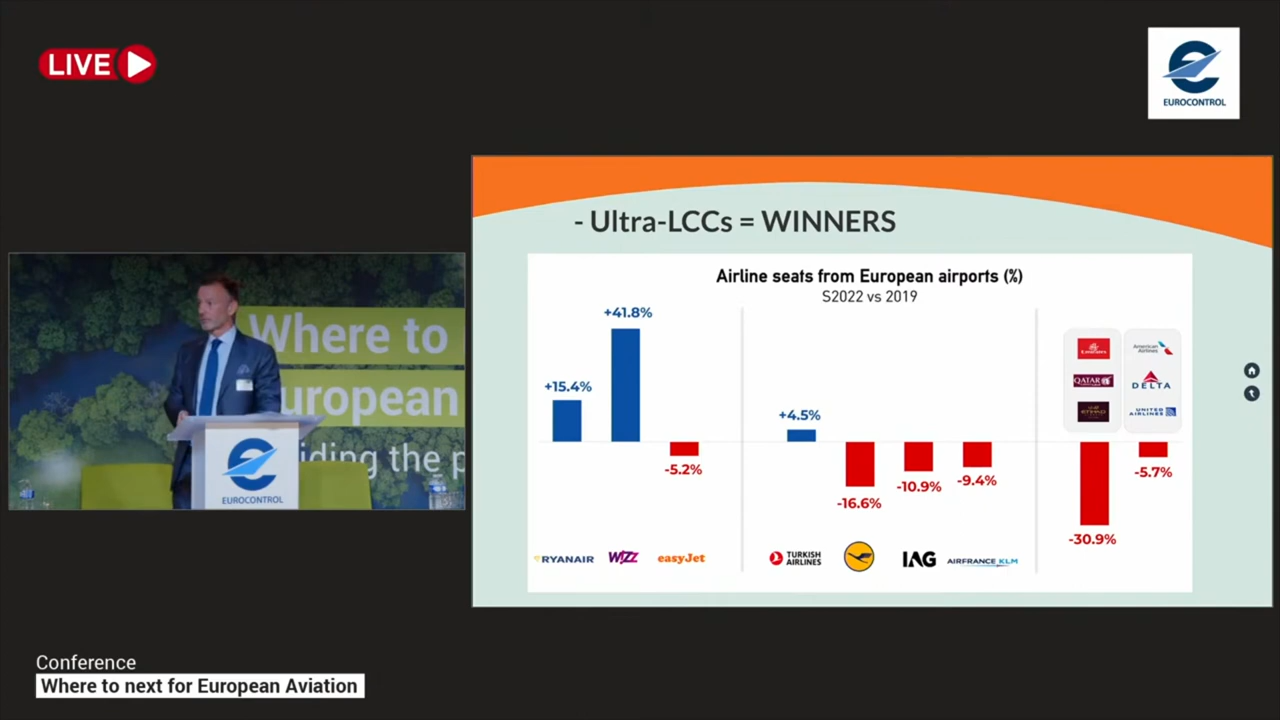 LIVE
EUROCONTROL
- Ultra-LCCs = WINNERS
Airline seats from European airports (%)
S2022 vs 2019
+15.4%
+41.8%
-5.2%
+4.5%
-16.6%
-10.9%
-9.4%
-30.9%
-5.7%
Emirates
American Airlines
QATAR
DELTA
ETIHAD
UNITED AIRLINES
RYANAIR
WIZZ
easyJet
TURKISH AIRLINES
IAG
AIRFRANCE KLM
Where to
uropean
iding the p
EUROCONTROL
Conference
Where to next for European Aviation